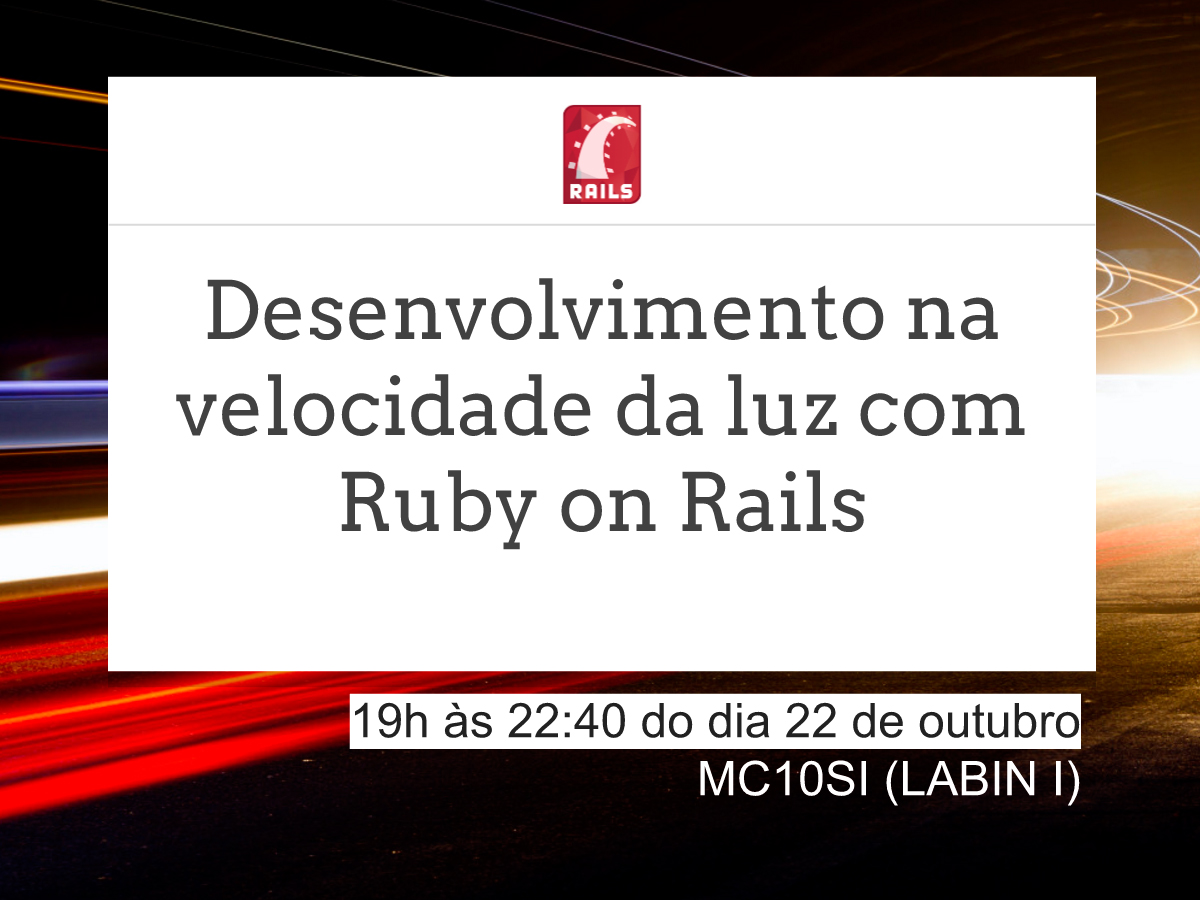 RAILS
Desenvolvimento na
velocidade da luz com
Ruby on Rails
19h às 22:40 do dia 22 de outubro
MC10SI (LABIN I)